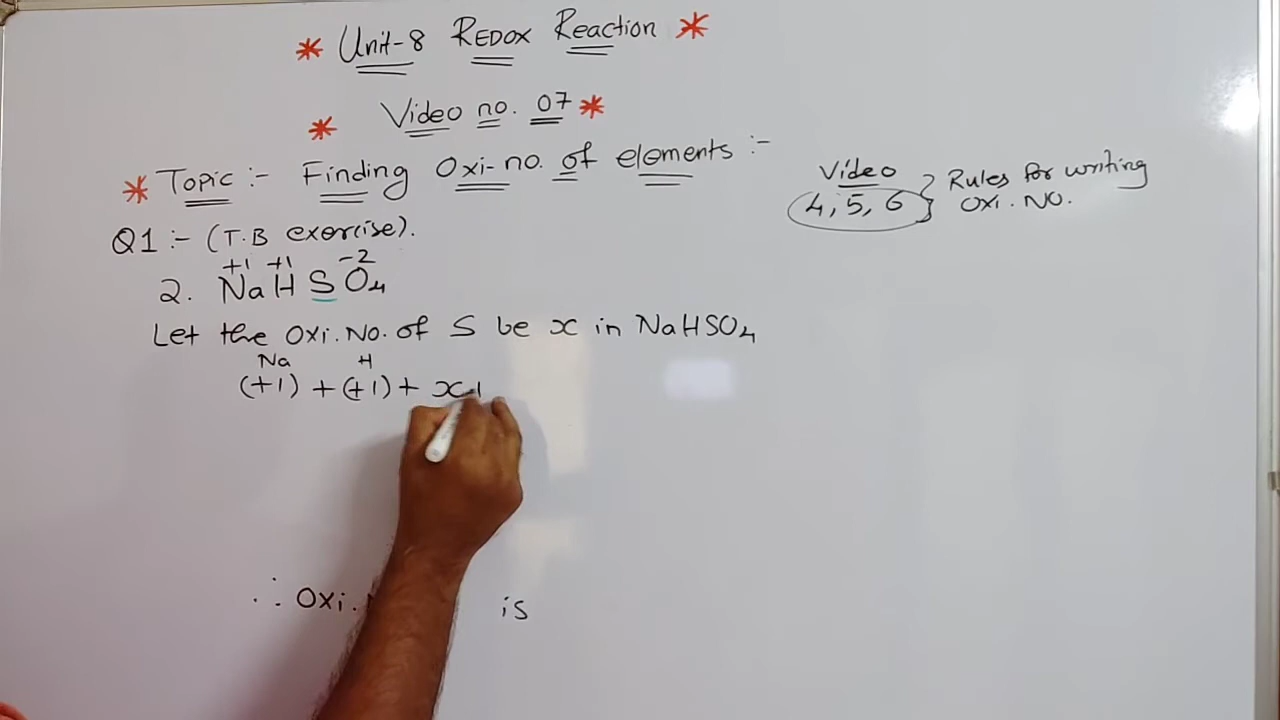 * Unit-8 REDOX Reaction *
* Video no. 07 *
* Topic :- Finding Oxi-no. of elements :-
Video
4, 5, 6 } Rules for writing
Oxi. NO.
Q1 :- (T.B exercise).
+1 +1 -2
2. NaHSO₄
Let the Oxi. No. of S be x in NaHSO₄
Na H
(+1) + (+1) + x
∴ Oxi. is